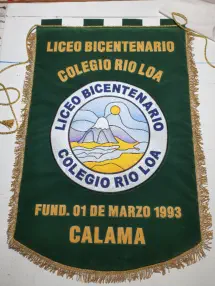 LICEO BICENTENARIO
COLEGIO RIO LOA
LICEO BICENTENARIO
COLEGIO RIO LOA
FUND. 01 DE MARZO 1993
CALAMA